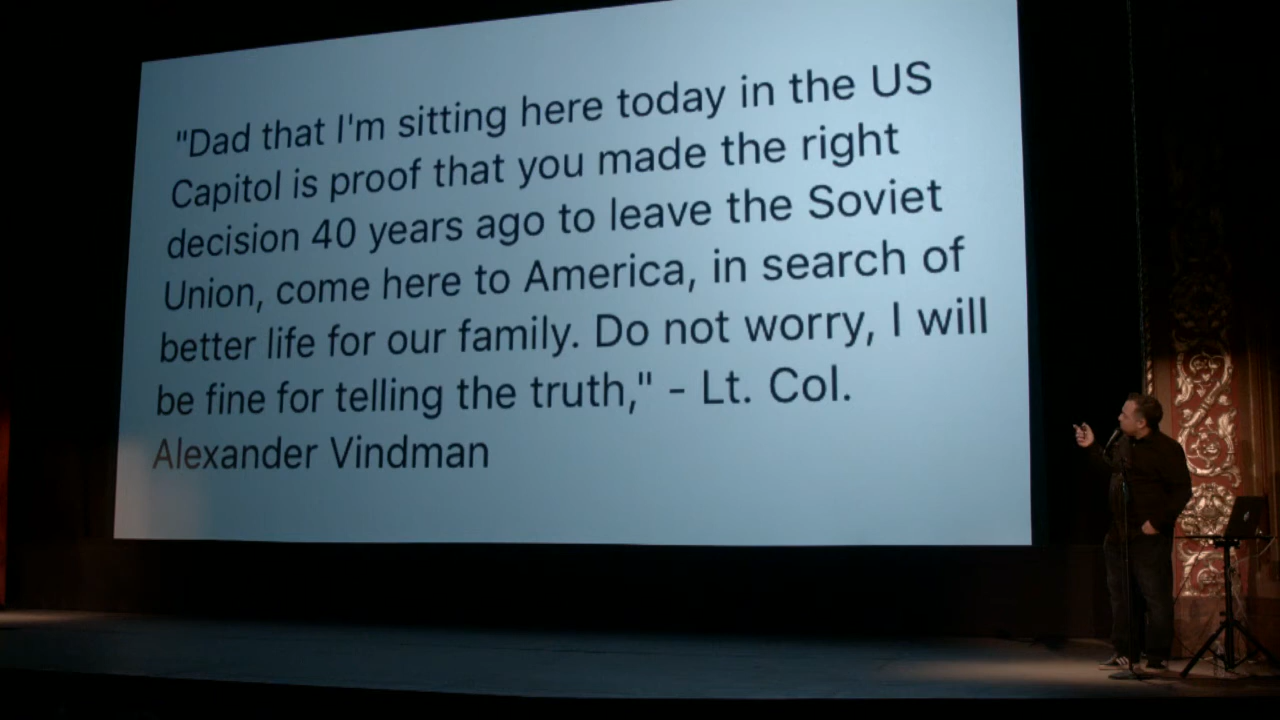 "Dad that I'm sitting here today in the US
Capitol is proof that you made the right
decision 40 years ago to leave the Soviet
Union, come here to America, in search of
better life for our family. Do not worry, I will
be fine for telling the truth," - Lt. Col.
Alexander Vindman